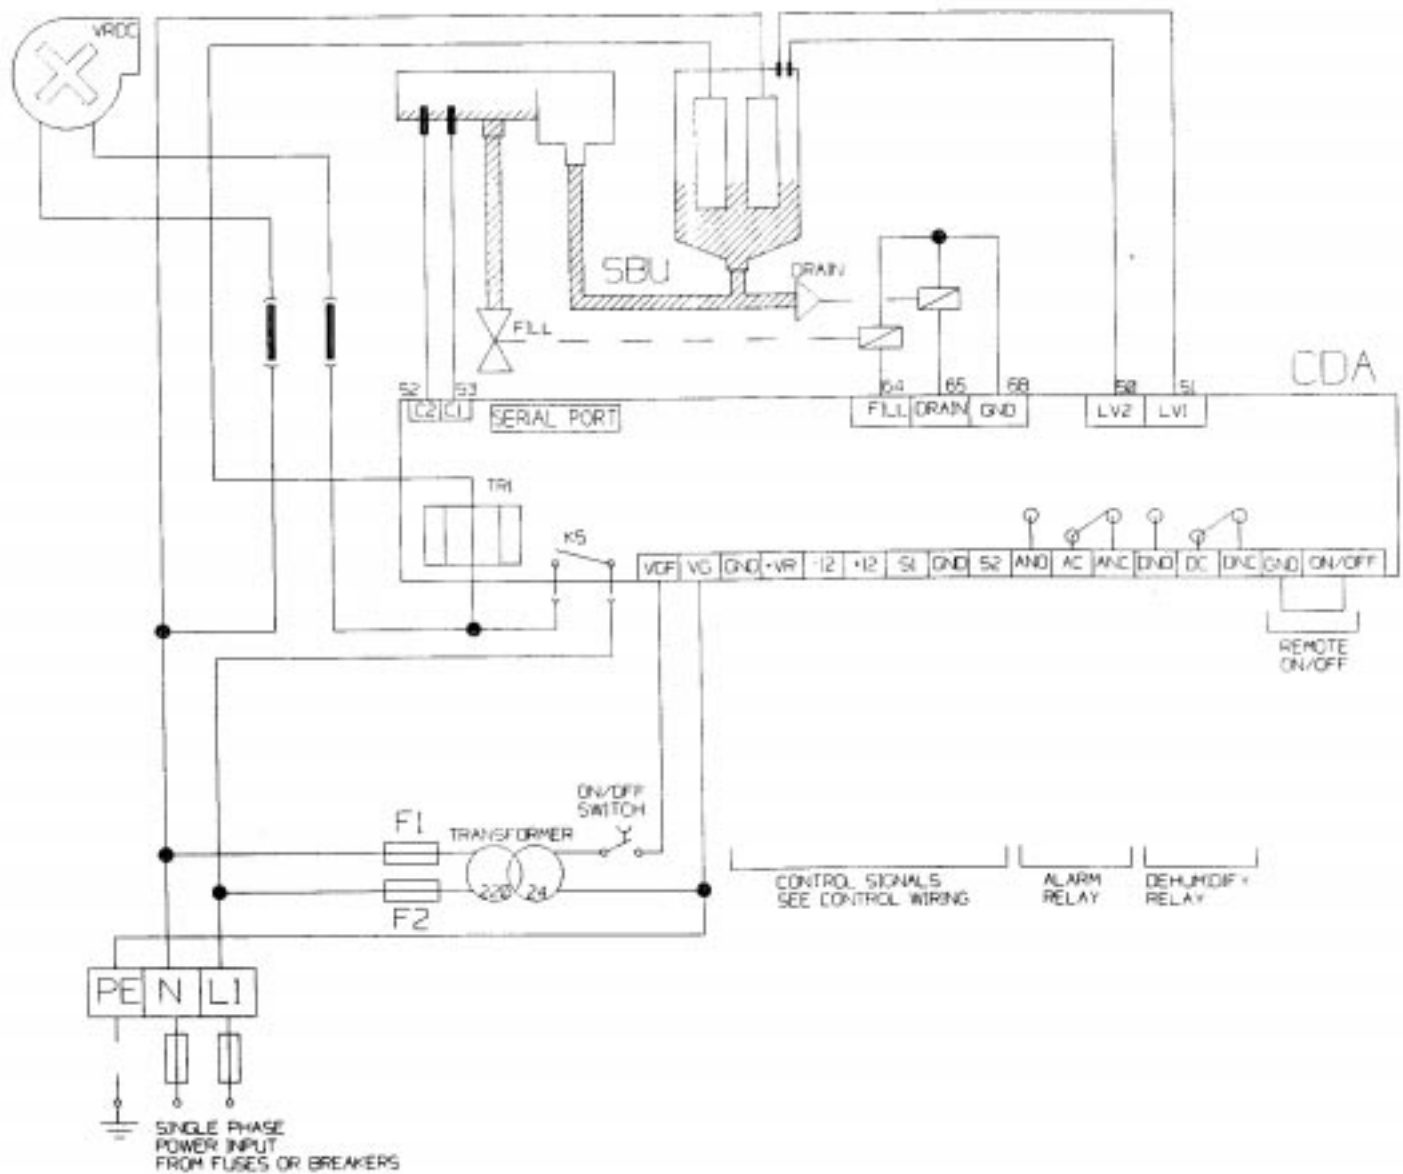 VRDC
SBU
DRAIN
FILL
CDA
52 53 64 65 68 50 51
C2 C1 SERIAL PORT FILL DRAIN GND LV2 LV1
TR1
K5
VGF VG GND +VR -12 +12 S1 GND S2 ANO AC ANC DNO DC DNC GND ON/OFF
REMOTE
ON/OFF
ON/OFF
SWITCH
F1 TRANSFORMER
220 24
F2
CONTROL SIGNALS
SEE CONTROL WIRING
ALARM
RELAY
DEHUMIDIFY
RELAY
PE N L1
SINGLE PHASE
POWER INPUT
FROM FUSES OR BREAKERS